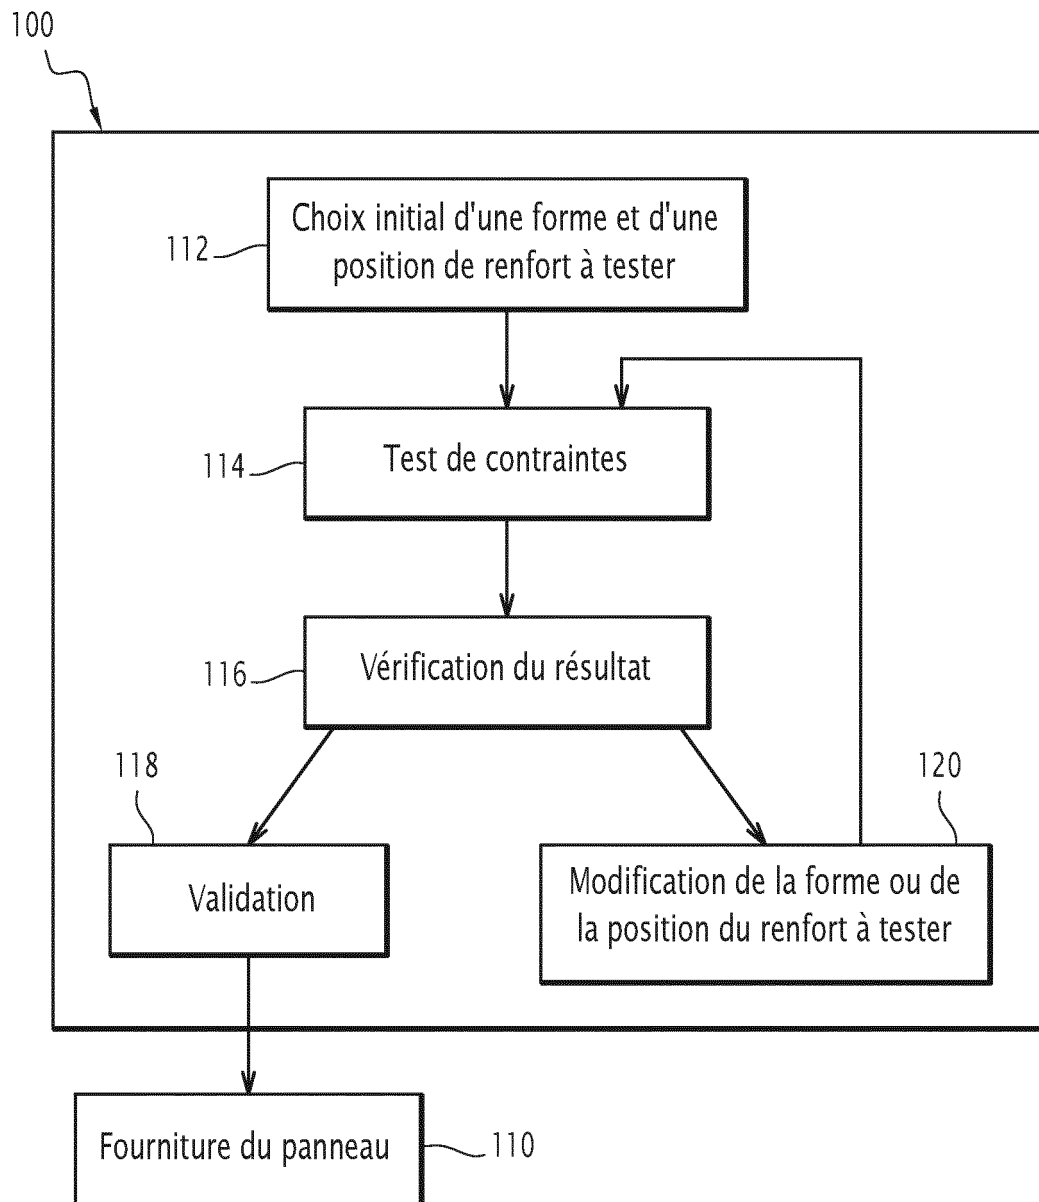 100
Choix initial d'une forme et d'une
position de renfort à tester
112
Test de contraintes
114
Vérification du résultat
116
118
120
Validation
Modification de la forme ou de
la position du renfort à tester
Fourniture du panneau
110